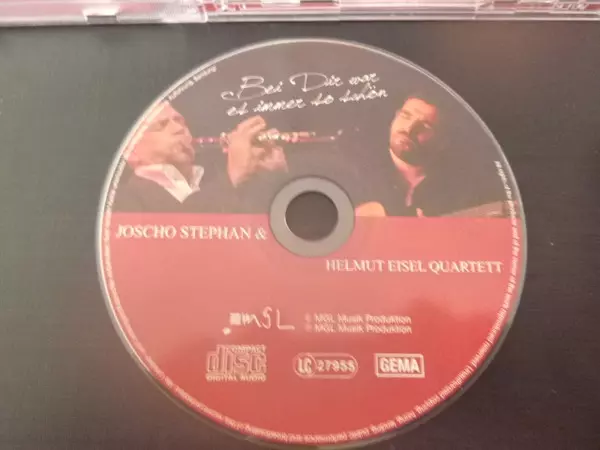 Bei Dir war
es immer so schön
JOSCHO STEPHAN &
HELMUT EISEL QUARTETT
msl
© MGL Musik Produktion
℗ MGL Musik Produktion
COMPACT
disc
DIGITAL AUDIO
LC 27955
GEMA